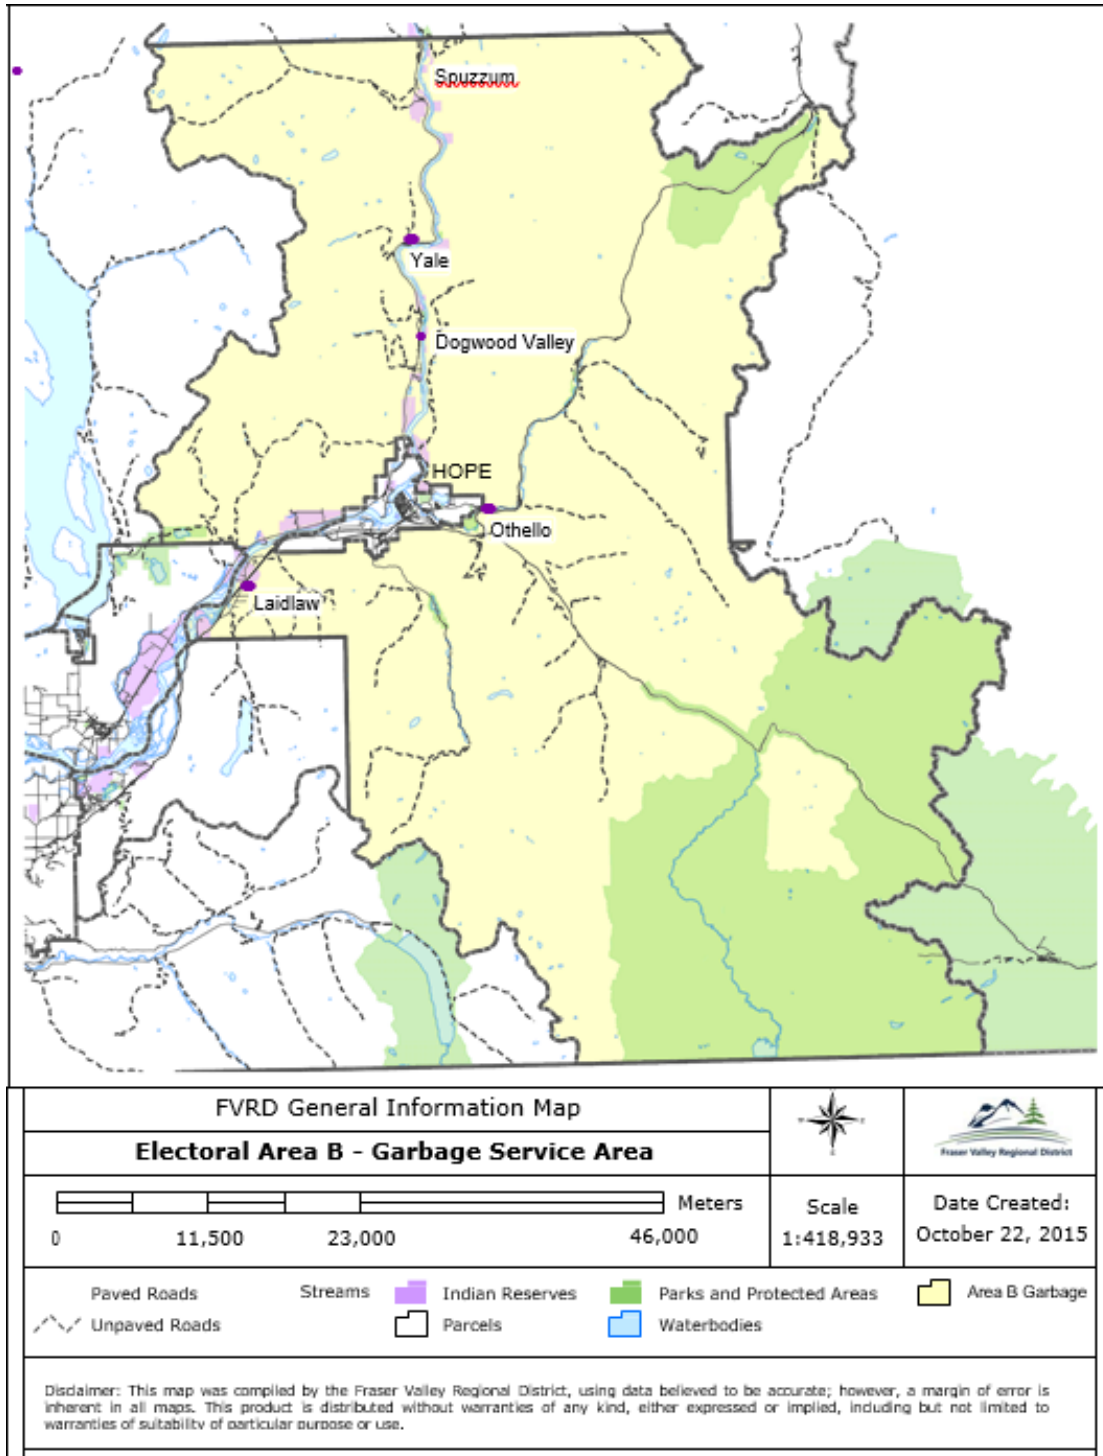 Spuzzum
Yale
Dogwood Valley
HOPE
Othello
Laidlaw
FVRD General Information Map
Electoral Area B - Garbage Service Area
Meters
0 11,500 23,000 46,000
Scale
1:418,933
Fraser Valley Regional District
Date Created:
October 22, 2015
Paved Roads Streams Indian Reserves Parks and Protected Areas Area B Garbage
Unpaved Roads Parcels Waterbodies
Disclaimer: This map was compiled by the Fraser Valley Regional District, using data believed to be accurate; however, a margin of error is
inherent in all maps. This product is distributed without warranties of any kind, either expressed or implied, including but not limited to
warranties of suitability of particular purpose or use.